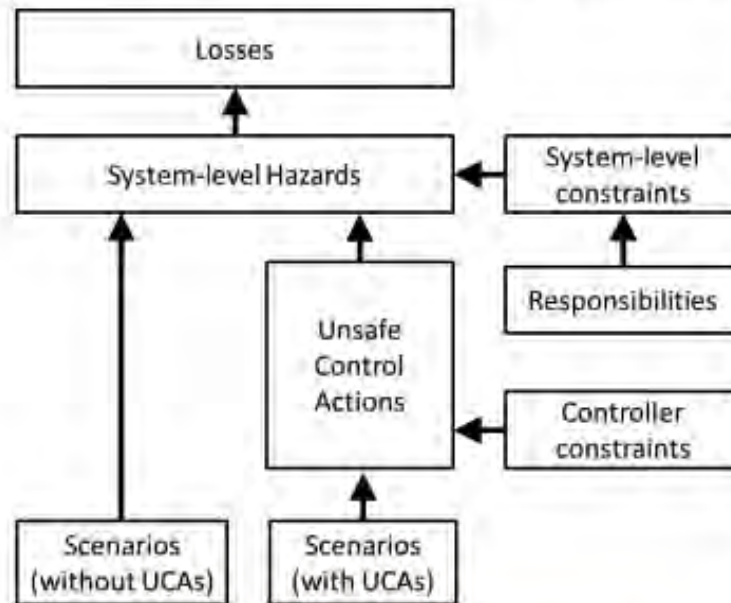 Losses
System-level Hazards
System-level
constraints
Responsibilities
Unsafe
Control
Actions
Controller
constraints
Scenarios
(without UCAs)
Scenarios
(with UCAs)